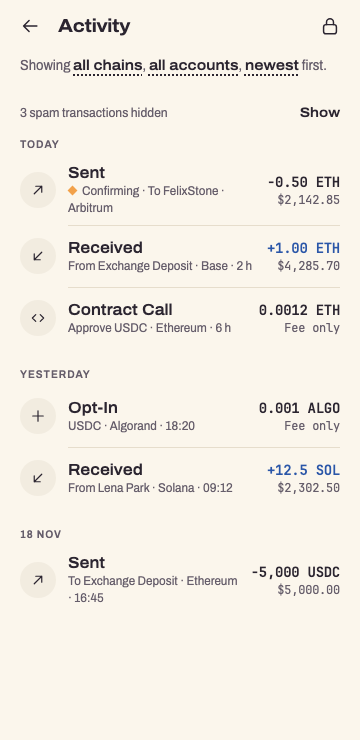 Activity
Showing all chains, all accounts, newest first.
3 spam transactions hidden
Show
TODAY
Sent
Confirming · To FelixStone ·
Arbitrum
-0.50 ETH
$2,142.85
Received
From Exchange Deposit · Base · 2 h
+1.00 ETH
$4,285.70
Contract Call
Approve USDC · Ethereum · 6 h
0.0012 ETH
Fee only
YESTERDAY
Opt-In
USDC · Algorand · 18:20
0.001 ALGO
Fee only
Received
From Lena Park · Solana · 09:12
+12.5 SOL
$2,302.50
18 NOV
Sent
To Exchange Deposit · Ethereum
· 16:45
-5,000 USDC
$5,000.00